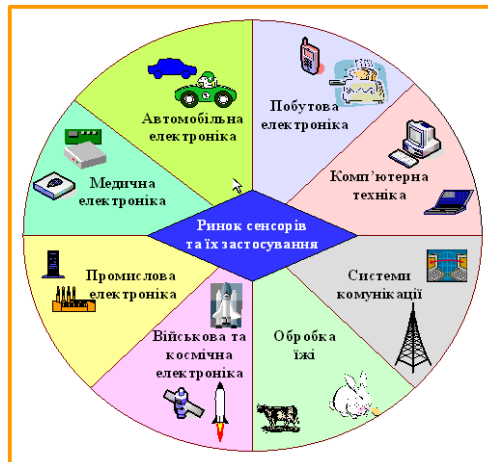 Автомобільна
електроніка
Побутова
електроніка
Медична
електроніка
Комп’ютерна
техніка
Ринок сенсорів
та їх застосування
Промислова
електроніка
Системи
комунікації
Військова та
космічна
електроніка
Обробка
їжі